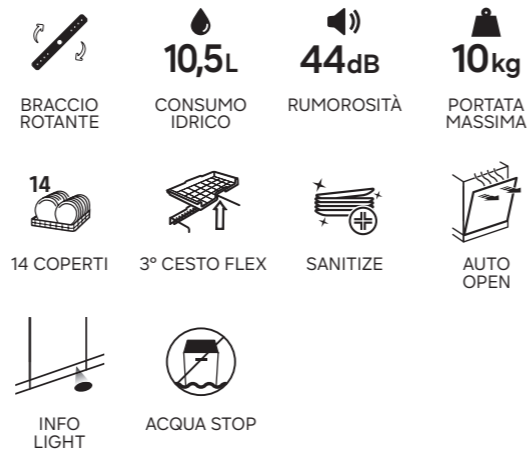 10,5L
44dB
10kg
BRACCIO
ROTANTE
CONSUMO
IDRICO
RUMOROSITÀ
PORTATA
MASSIMA
14
14 COPERTI
3° CESTO FLEX
SANITIZE
AUTO
OPEN
INFO
LIGHT
ACQUA STOP